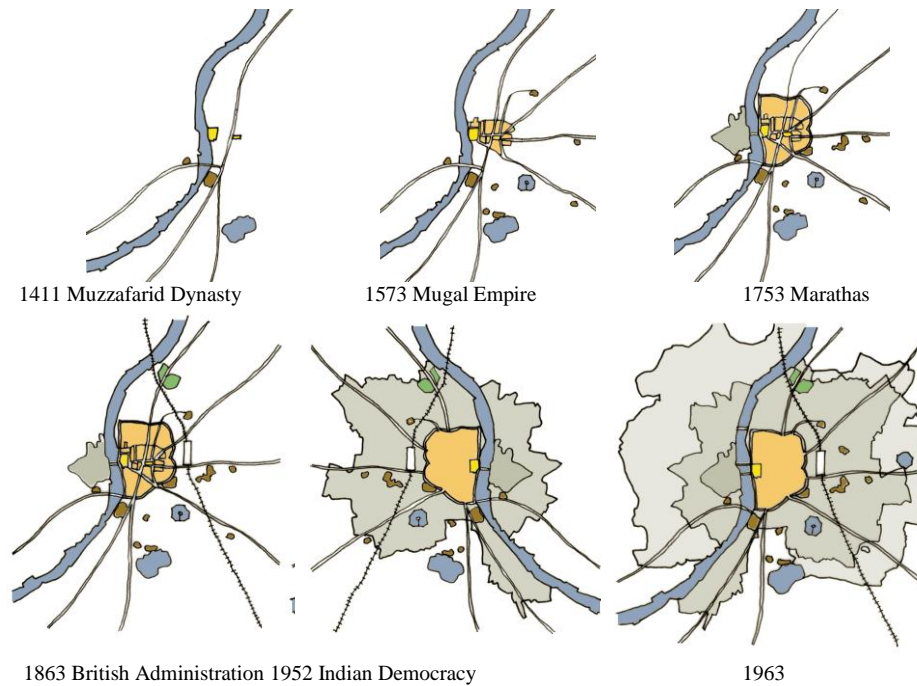 1411 Muzzafarid Dynasty 1573 Mugal Empire 1753 Marathas
1863 British Administration 1952 Indian Democracy 1963